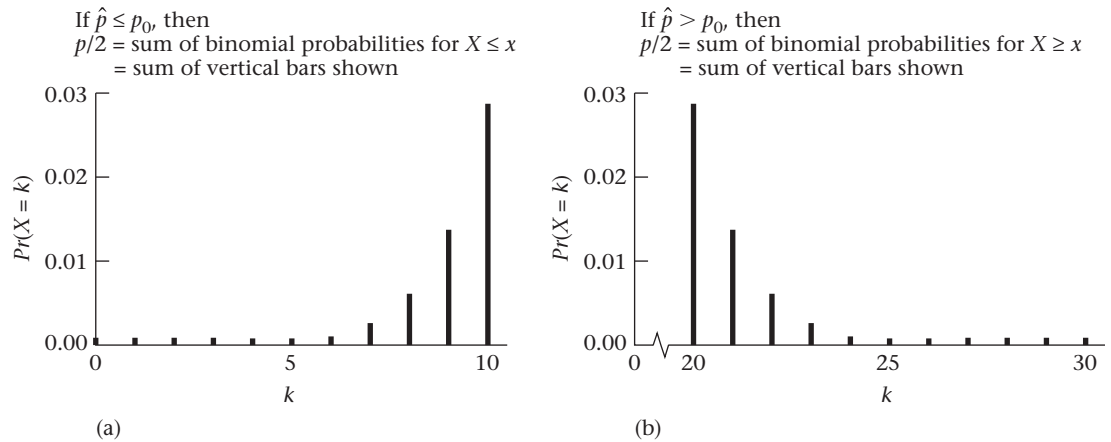 If p̂ ≤ p₀, then
p/2 = sum of binomial probabilities for X ≤ x
= sum of vertical bars shown
0.03
0.02
0.01
0.00
Pr(X = k)
0
5
10
k
(a)
If p̂ > p₀, then
p/2 = sum of binomial probabilities for X ≥ x
= sum of vertical bars shown
0.03
0.02
0.01
0.00
Pr(X = k)
0
20
25
30
k
(b)